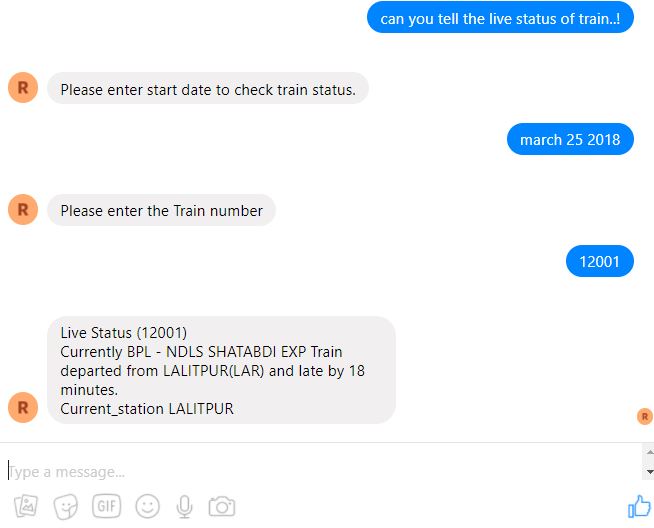 can you tell the live status of train..!
R
Please enter start date to check train status.
march 25 2018
R
Please enter the Train number
12001
Live Status (12001)
Currently BPL - NDLS SHATABDI EXP Train
departed from LALITPUR(LAR) and late by 18
minutes.
Current_station LALITPUR
R
R
Type a message...
GIF